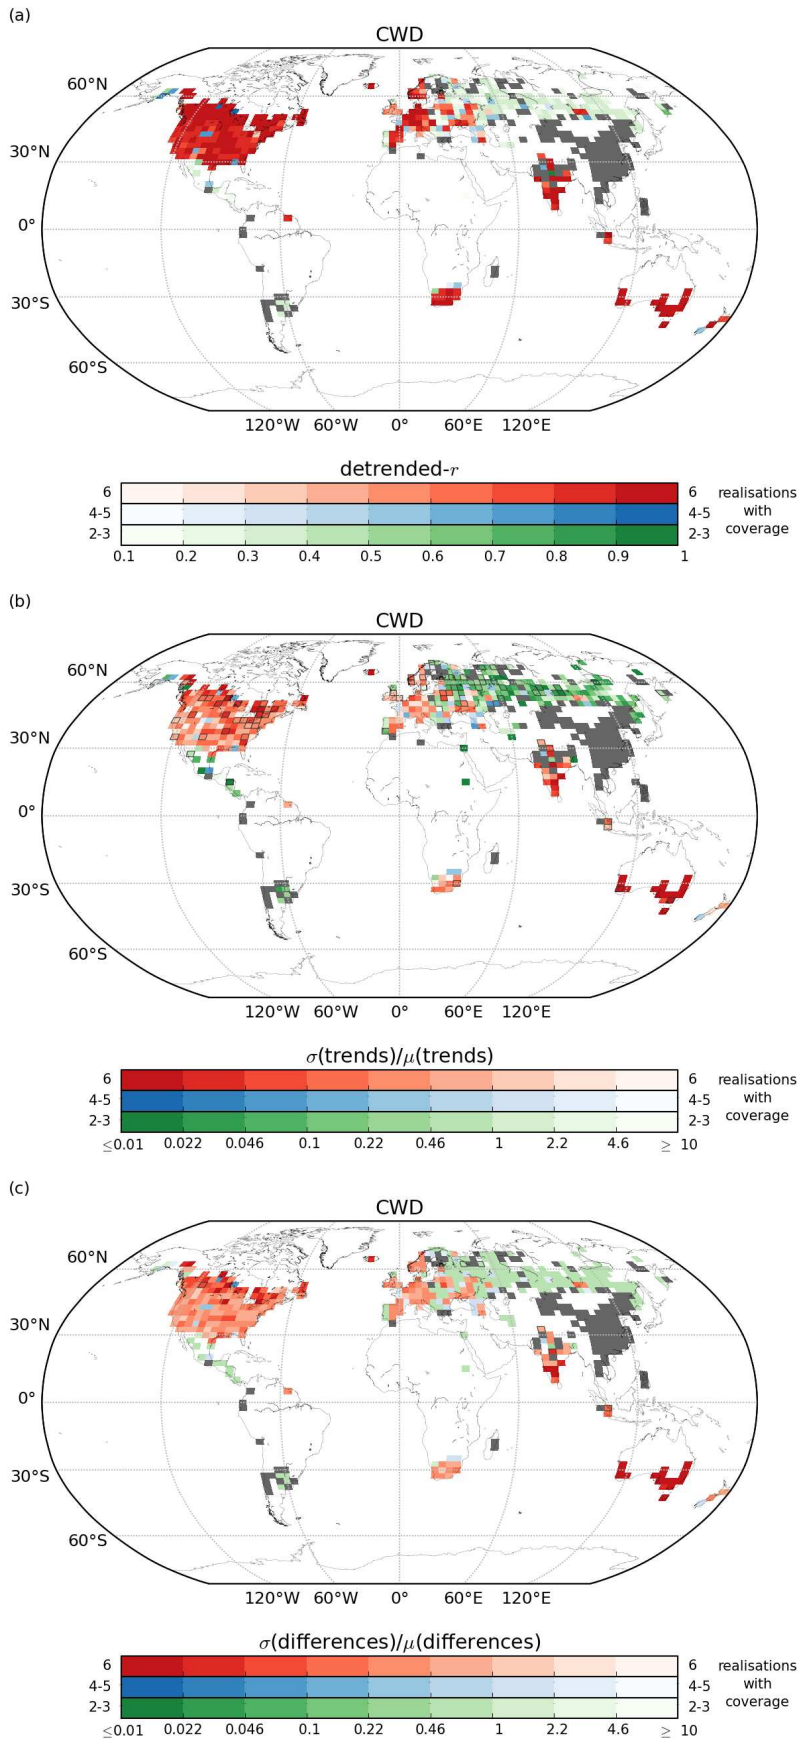 (a)
CWD
60°N
30°N
0°
30°S
60°S
120°W 60°W 0° 60°E 120°E
detrended-r
6 6 realisations
4-5 4-5 with
2-3 2-3 coverage
0.1 0.2 0.3 0.4 0.5 0.6 0.7 0.8 0.9 1
(b)
CWD
60°N
30°N
0°
30°S
60°S
120°W 60°W 0° 60°E 120°E
σ(trends)/μ(trends)
6 6 realisations
4-5 4-5 with
2-3 2-3 coverage
≤0.01 0.022 0.046 0.1 0.22 0.46 1 2.2 4.6 ≥ 10
(c)
CWD
60°N
30°N
0°
30°S
60°S
120°W 60°W 0° 60°E 120°E
σ(differences)/μ(differences)
6 6 realisations
4-5 4-5 with
2-3 2-3 coverage
≤0.01 0.022 0.046 0.1 0.22 0.46 1 2.2 4.6 ≥ 10